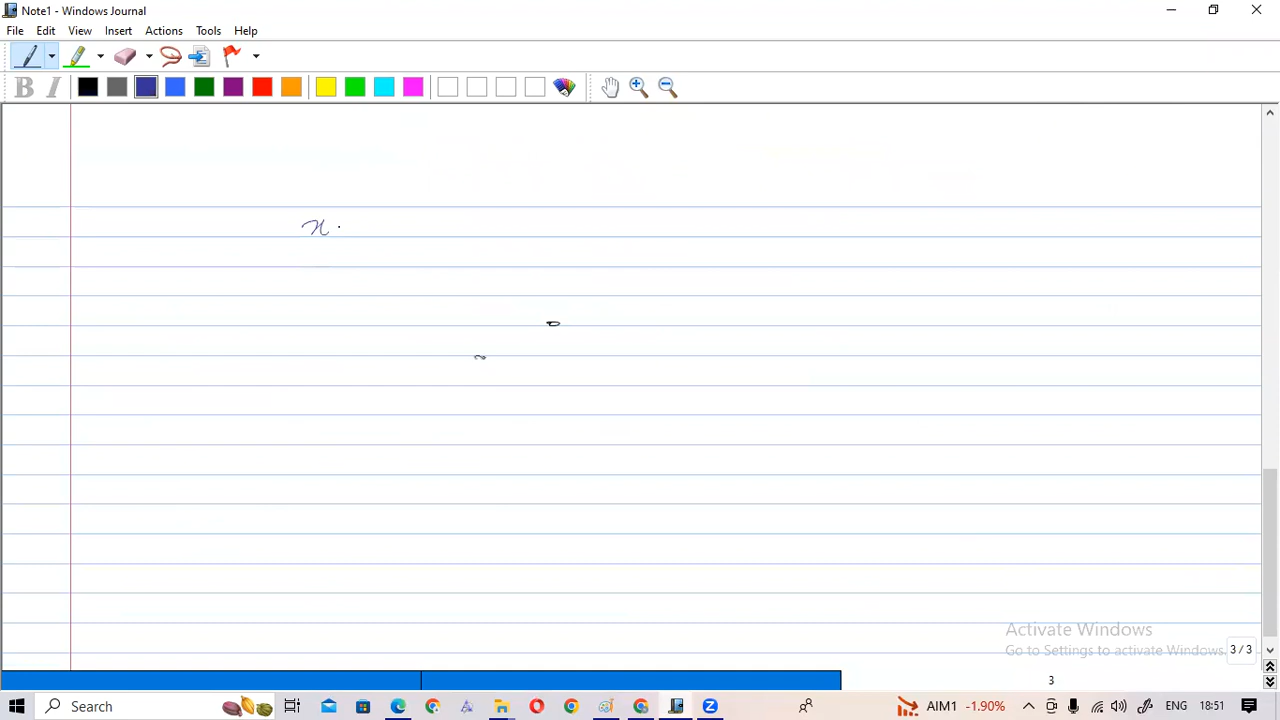 Note1 - Windows Journal
File Edit View Insert Actions Tools Help
B I
x .
Activate Windows
Go to Settings to activate Windows.
3 / 3
3
Search
AIM1 -1.90%
ENG
18:51